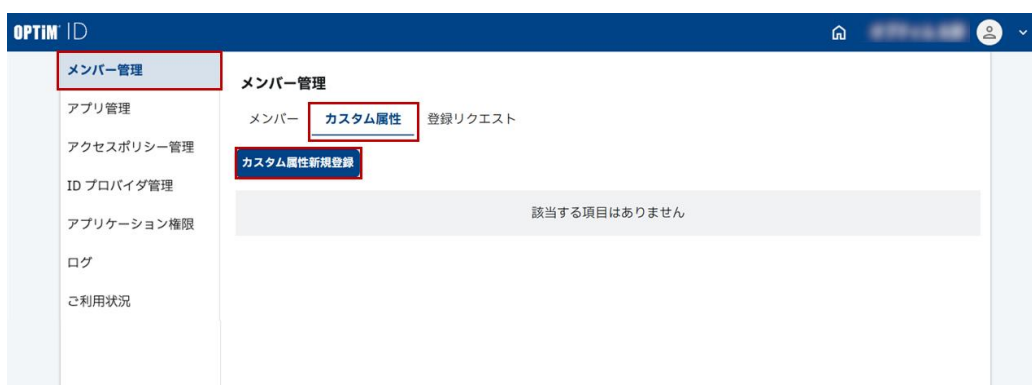 OPTiM ID
メンバー管理
アプリ管理
アクセスポリシー管理
ID プロバイダ管理
アプリケーション権限
ログ
ご利用状況
メンバー管理
メンバー カスタム属性 登録リクエスト
カスタム属性新規登録
該当する項目はありません